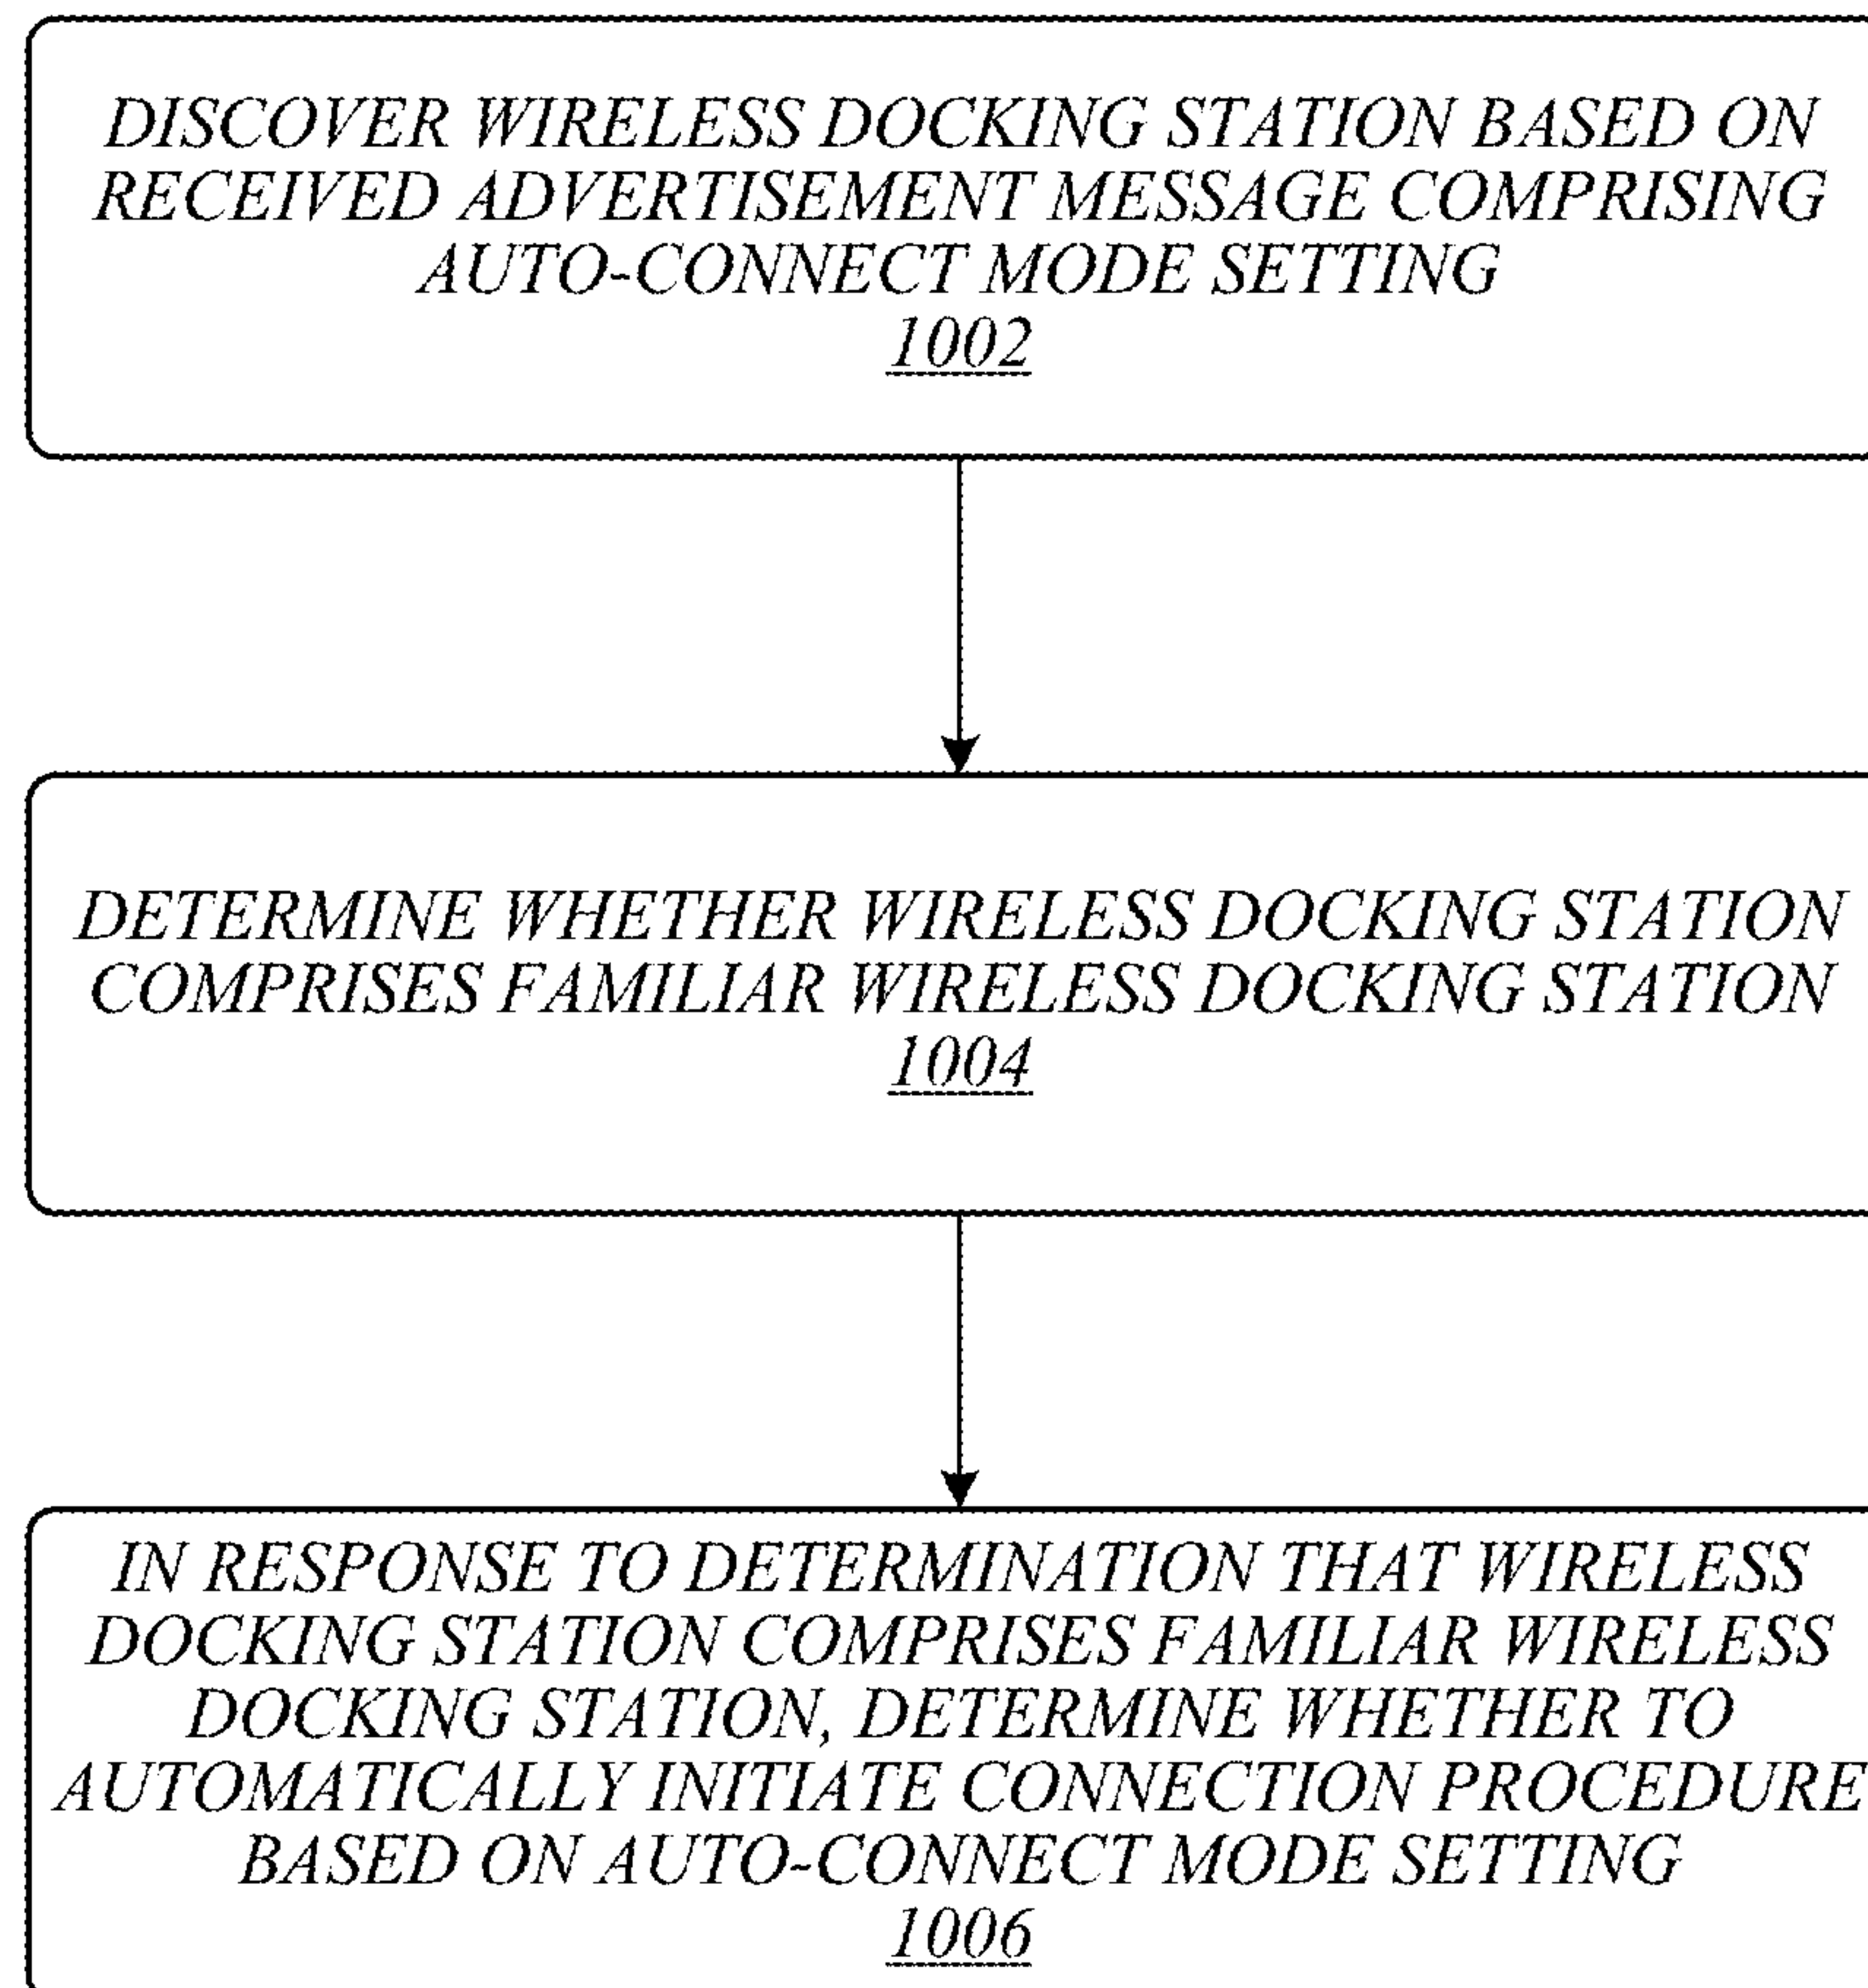 DISCOVER WIRELESS DOCKING STATION BASED ON
RECEIVED ADVERTISEMENT MESSAGE COMPRISING
AUTO-CONNECT MODE SETTING
1002
DETERMINE WHETHER WIRELESS DOCKING STATION
COMPRISES FAMILIAR WIRELESS DOCKING STATION
1004
IN RESPONSE TO DETERMINATION THAT WIRELESS
DOCKING STATION COMPRISES FAMILIAR WIRELESS
DOCKING STATION, DETERMINE WHETHER TO
AUTOMATICALLY INITIATE CONNECTION PROCEDURE
BASED ON AUTO-CONNECT MODE SETTING
1006